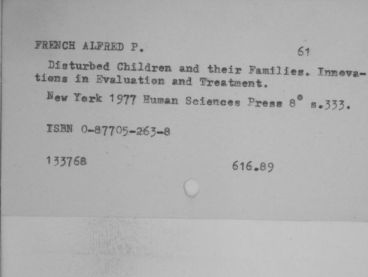 FRENCH ALFRED P. 61
Disturbed Children and their Families. Innova-
tions in Evaluation and Treatment.
New York 1977 Human Sciences Press 8° s.333.
ISBN 0-87705-263-8
133768 616.89